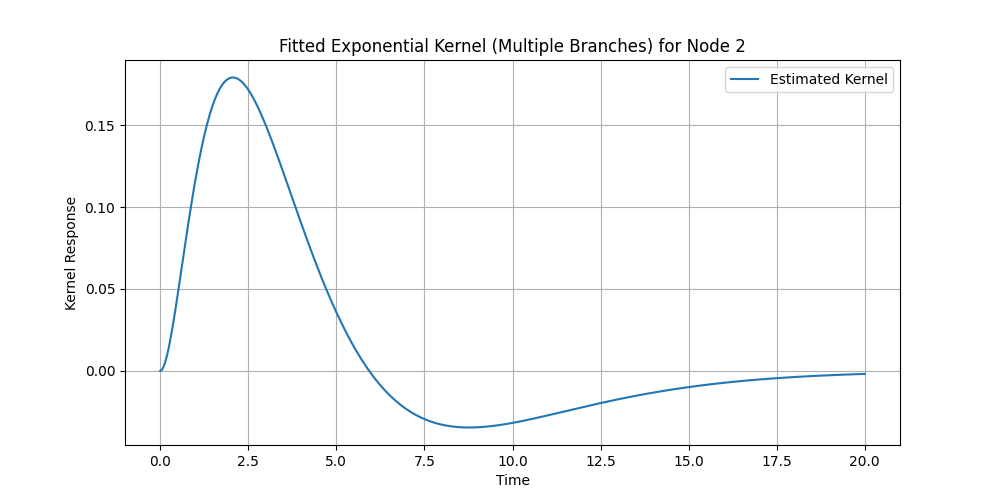 Fitted Exponential Kernel (Multiple Branches) for Node 2
Estimated Kernel
Kernel Response
0.15
0.10
0.05
0.00
0.0 2.5 5.0 7.5 10.0 12.5 15.0 17.5 20.0
Time